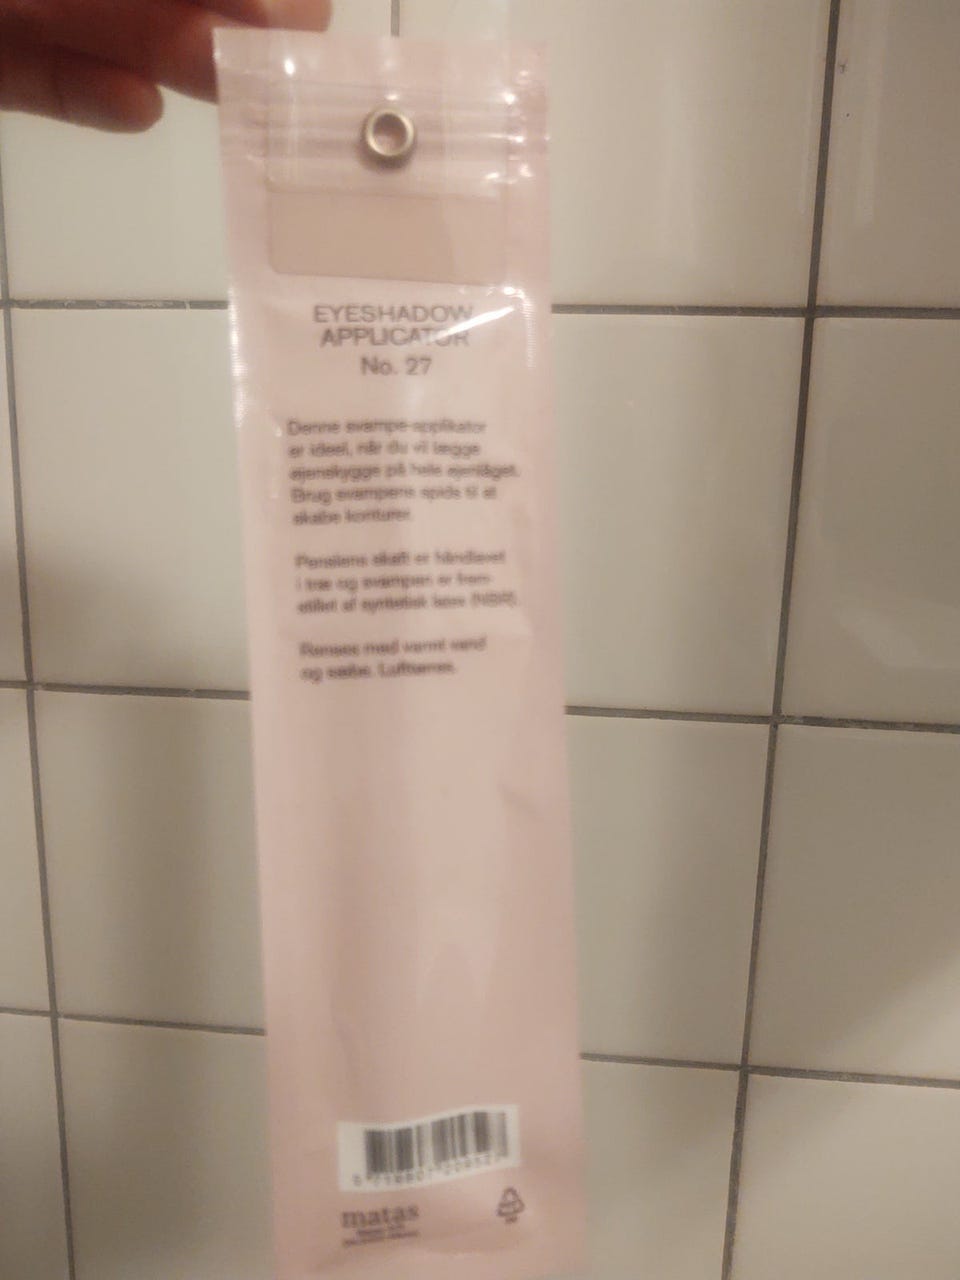 EYESHADOW
APPLICATOR
No. 27
Denne svampe-applikator
er ideel, når du vil lægge
øjenskygge på hele øjenlåget.
Brug svampens spids til at
skabe konturer.
Penslens skaft er håndlavet
i træ og svampen er frem-
stillet af syntetisk latex (NBR).
Renses med varmt vand
og sæbe. Lufttørres.
matas